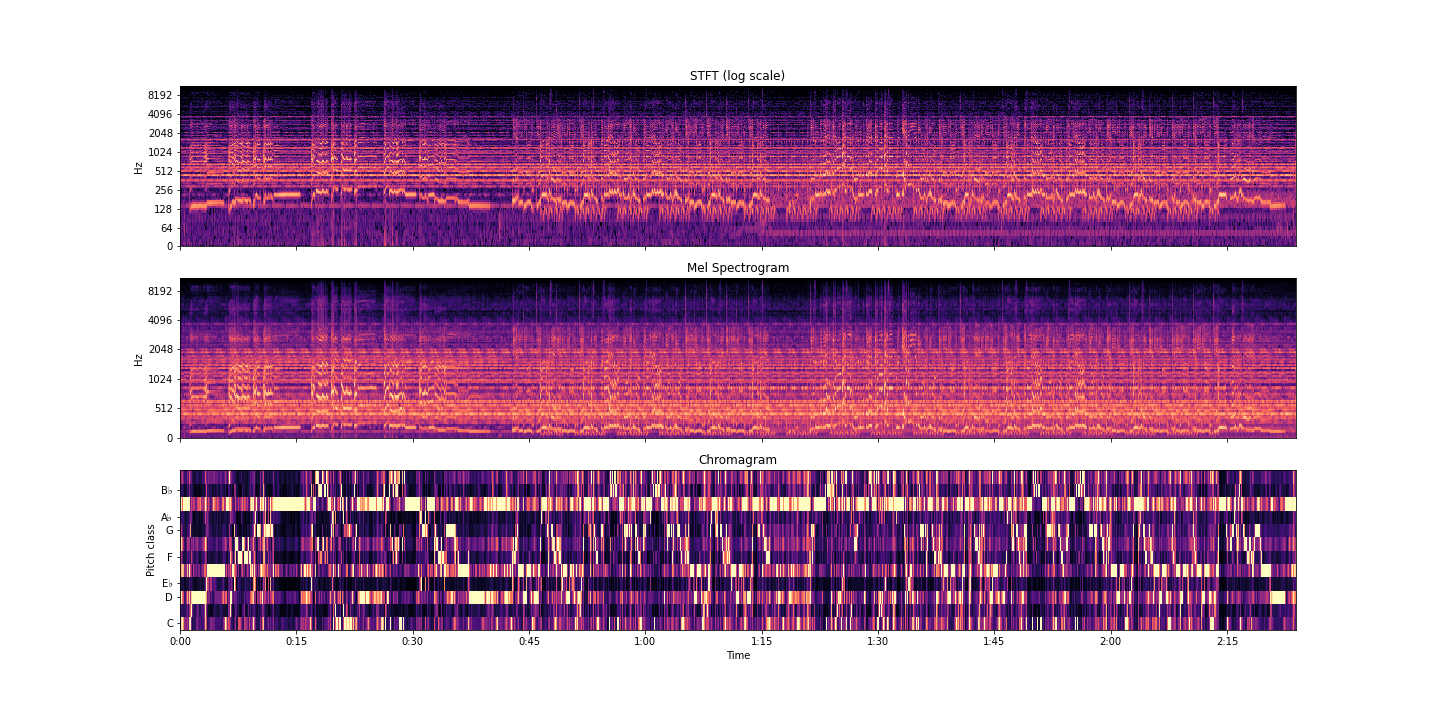 STFT (log scale)
8192
4096
2048
1024
512
256
128
64
0
Hz
Mel Spectrogram
8192
4096
2048
1024
512
0
Hz
Chromagram
B♭
A♭
G
F
E♭
D
C
Pitch class
0:00 0:15 0:30 0:45 1:00 1:15 1:30 1:45 2:00 2:15
Time